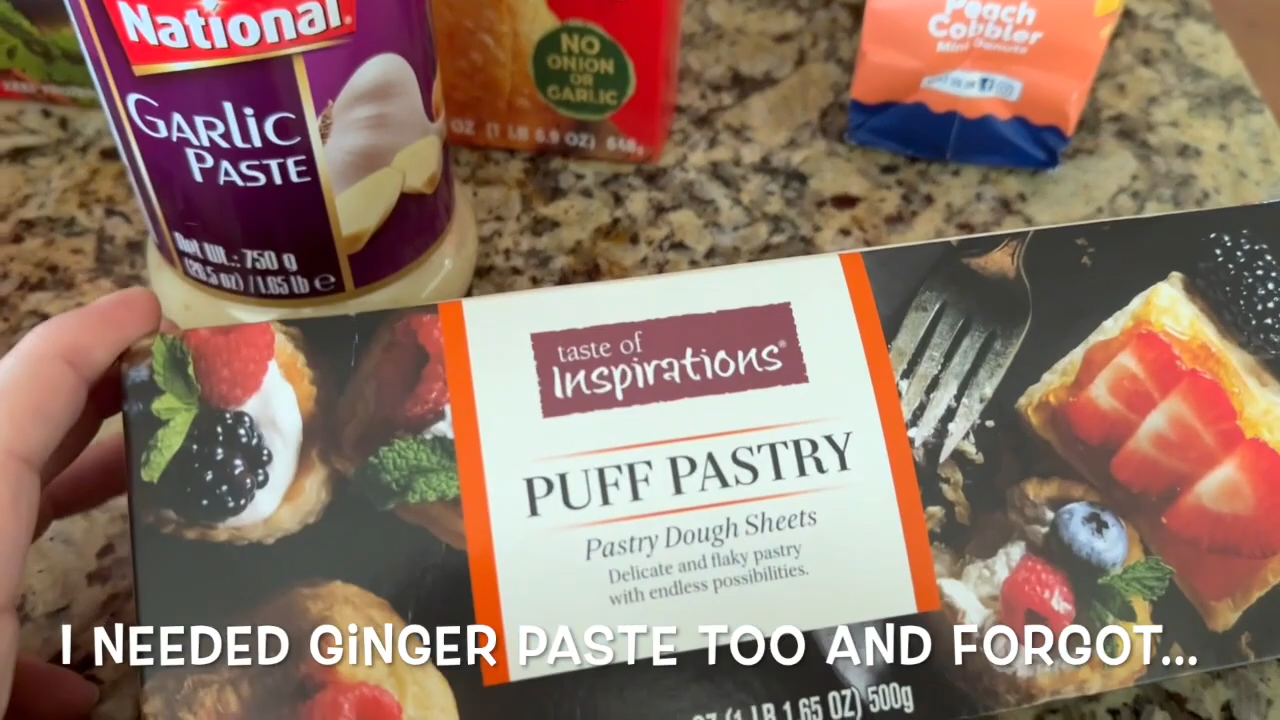 National
GARLIC
PASTE
Net Wt.: 750 g
(26.5 oz) / 1.65 lb e
NO
ONION
OR
GARLIC
OZ (1 LB 6.9 OZ) 648g
Peach
Cobbler
Mini Donuts
taste of
Inspirations®
PUFF PASTRY
Pastry Dough Sheets
Delicate and flaky pastry
with endless possibilities.
I NEEDED GINGER PASTE TOO AND FORGOT...
OZ (1 LB 1.65 OZ) 500g